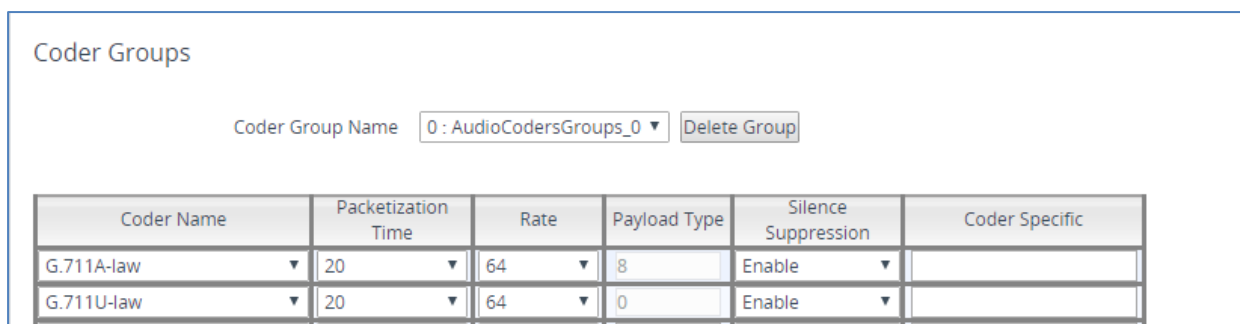 Coder Groups
Coder Group Name 0 : AudioCodersGroups_0 Delete Group
Coder Name Packetization Time Rate Payload Type Silence Suppression Coder Specific
G.711A-law 20 64 8 Enable
G.711U-law 20 64 0 Enable